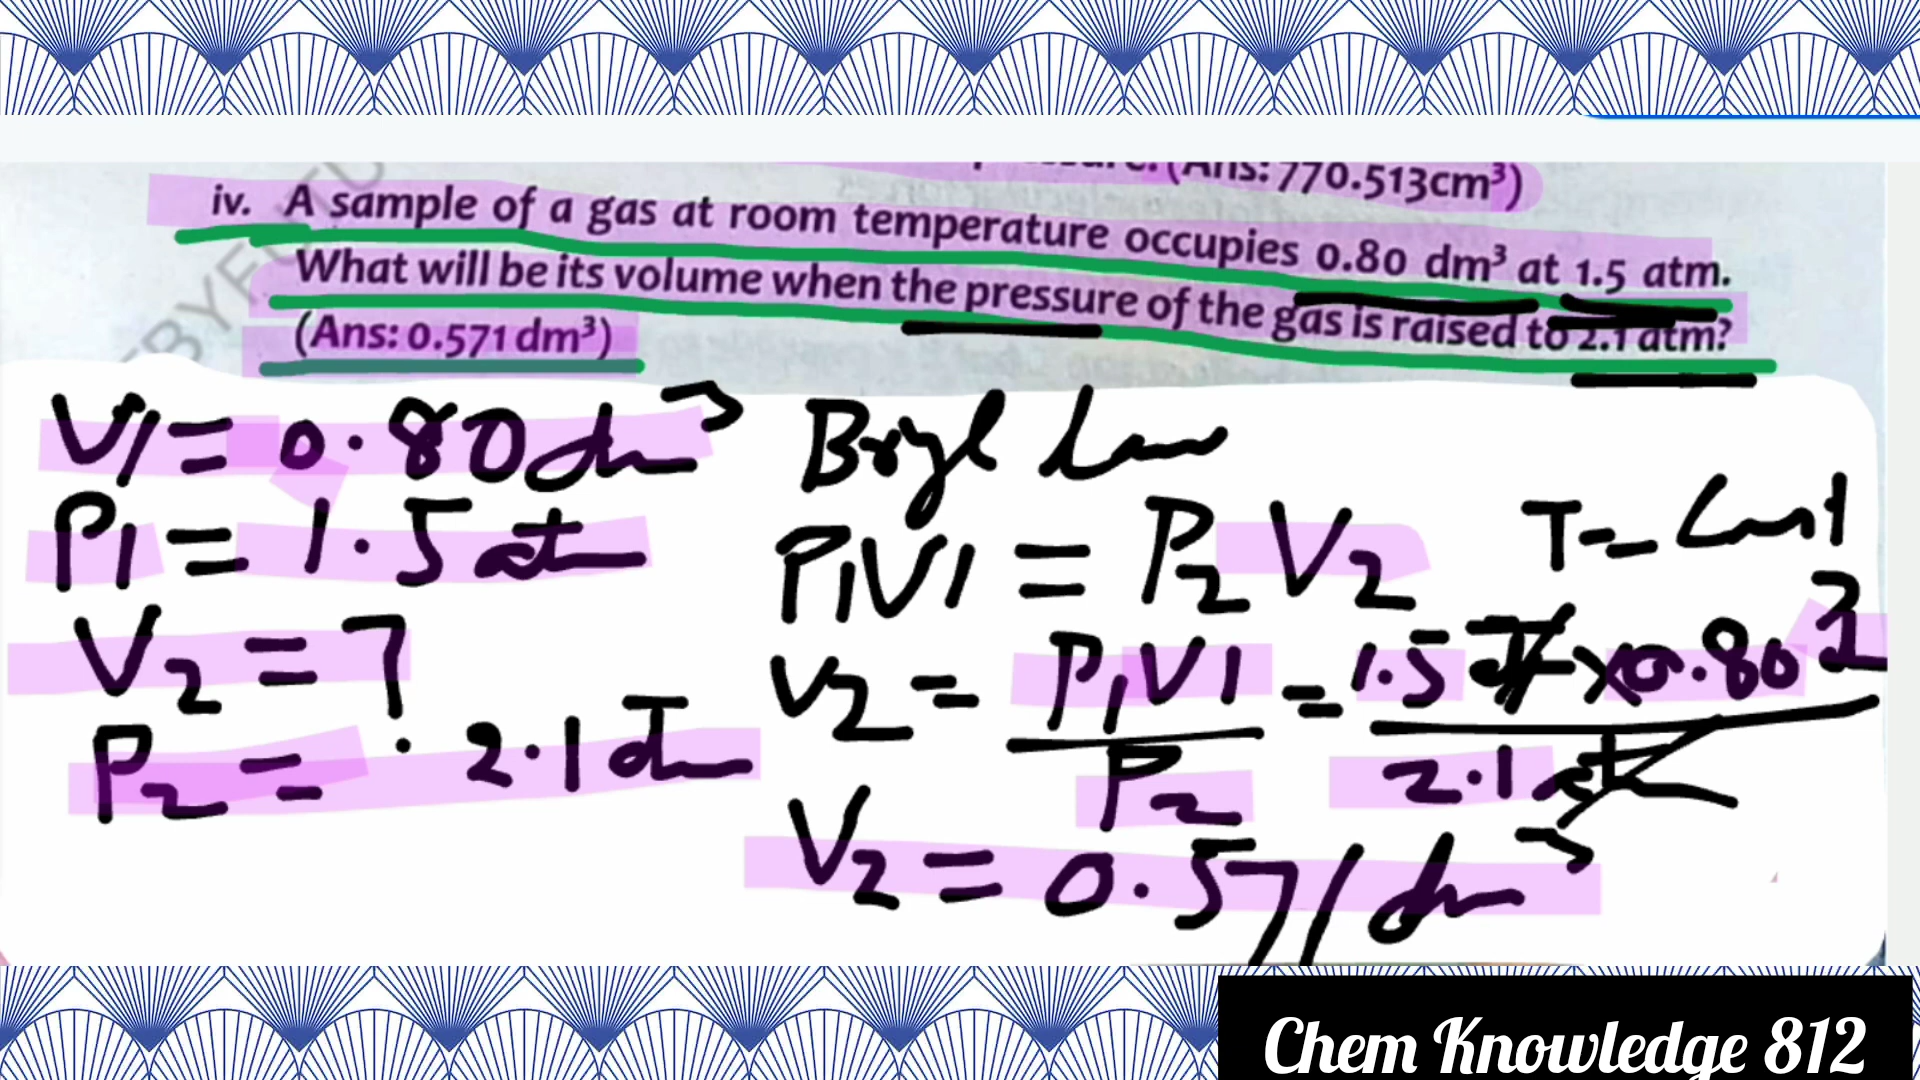 (Ans: 770.513cm³)
iv. A sample of a gas at room temperature occupies 0.80 dm³ at 1.5 atm.
What will be its volume when the pressure of the gas is raised to 2.1 atm?
(Ans: 0.571 dm³)
V1 = 0.80 dm³
P1 = 1.5 atm
V2 = ?
P2 = 2.1 atm
Boyl Law
T = Const
P1V1 = P2V2
V2 = P1V1 / P2 = 1.5 atm × 0.80 / 2.1 atm
V2 = 0.571 dm³
Chem Knowledge 812